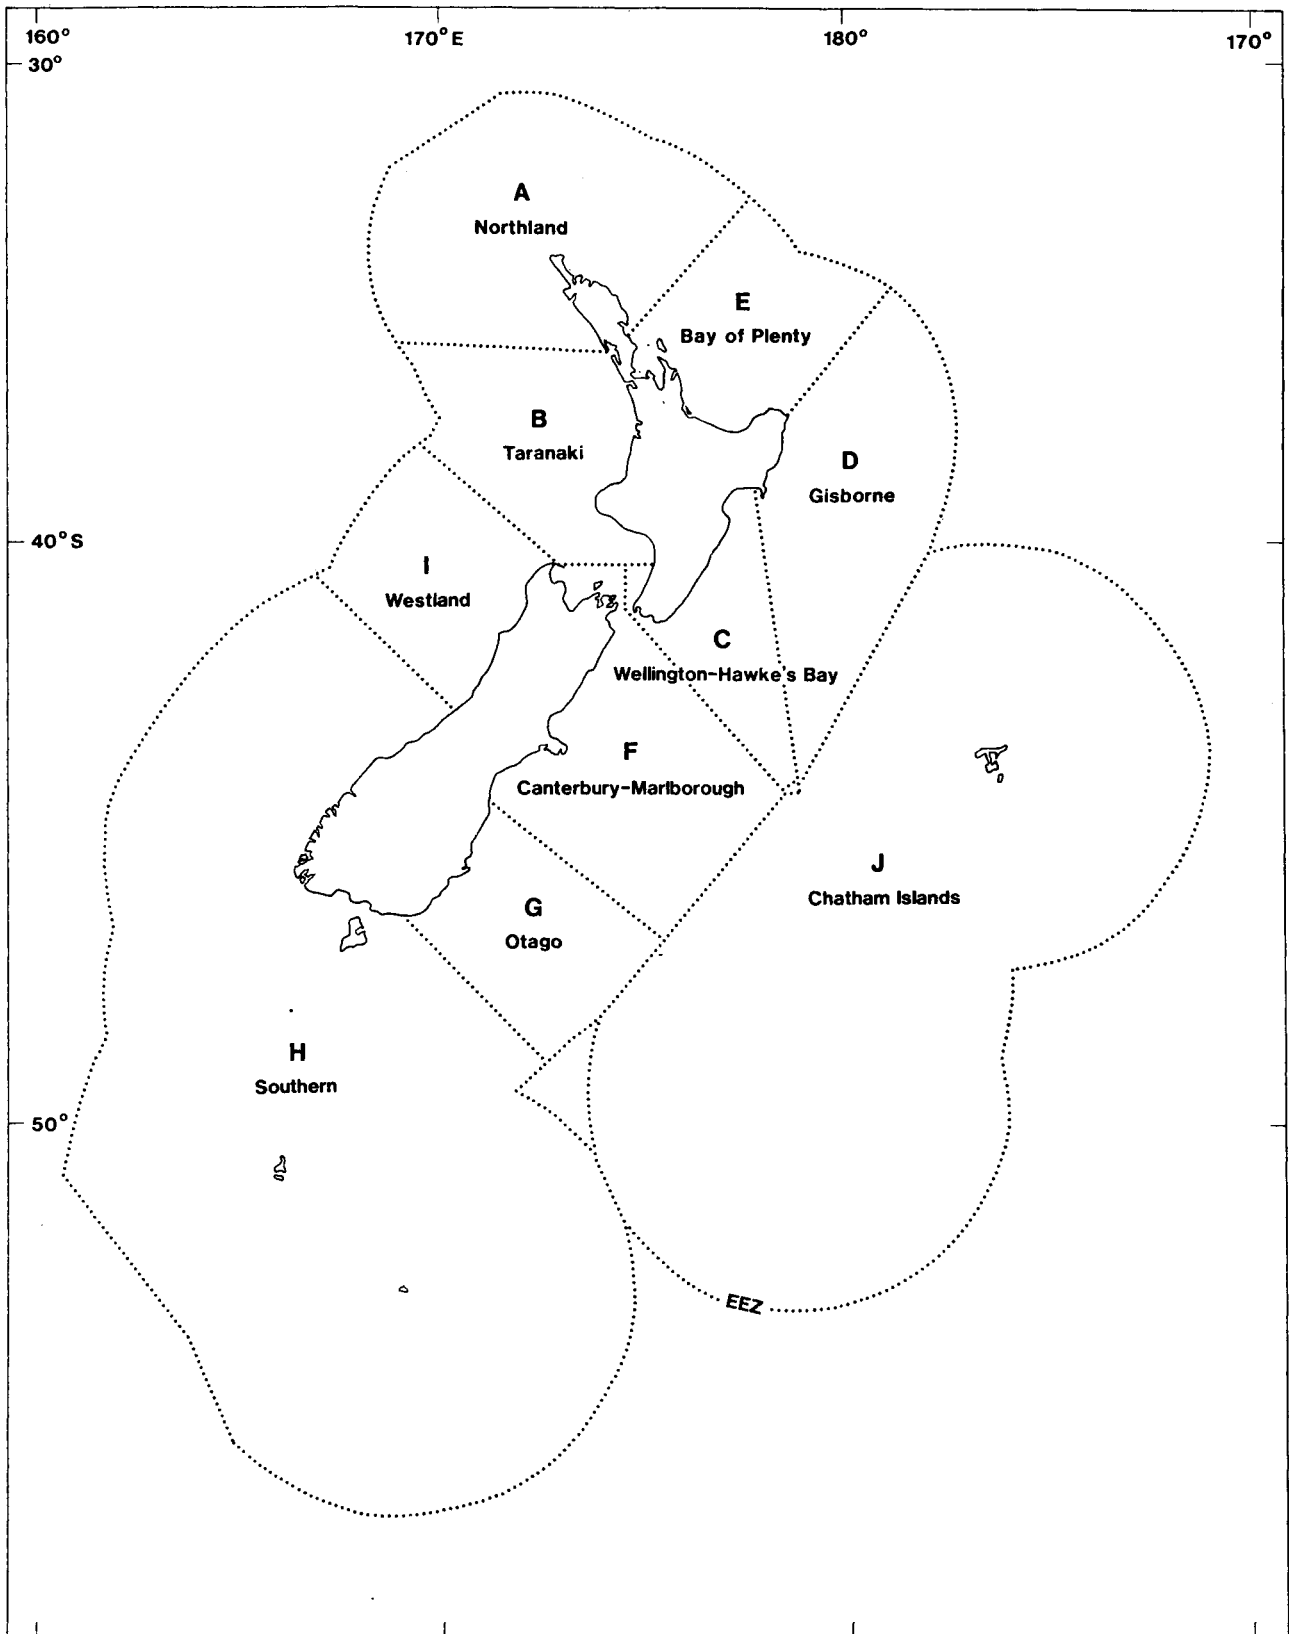 160° 170°E 180° 170°
30°
A
Northland
E
Bay of Plenty
B
Taranaki
D
Gisborne
40°S
I
Westland
C
Wellington-Hawke's Bay
F
Canterbury-Marlborough
J
Chatham Islands
G
Otago
H
Southern
50°
EEZ